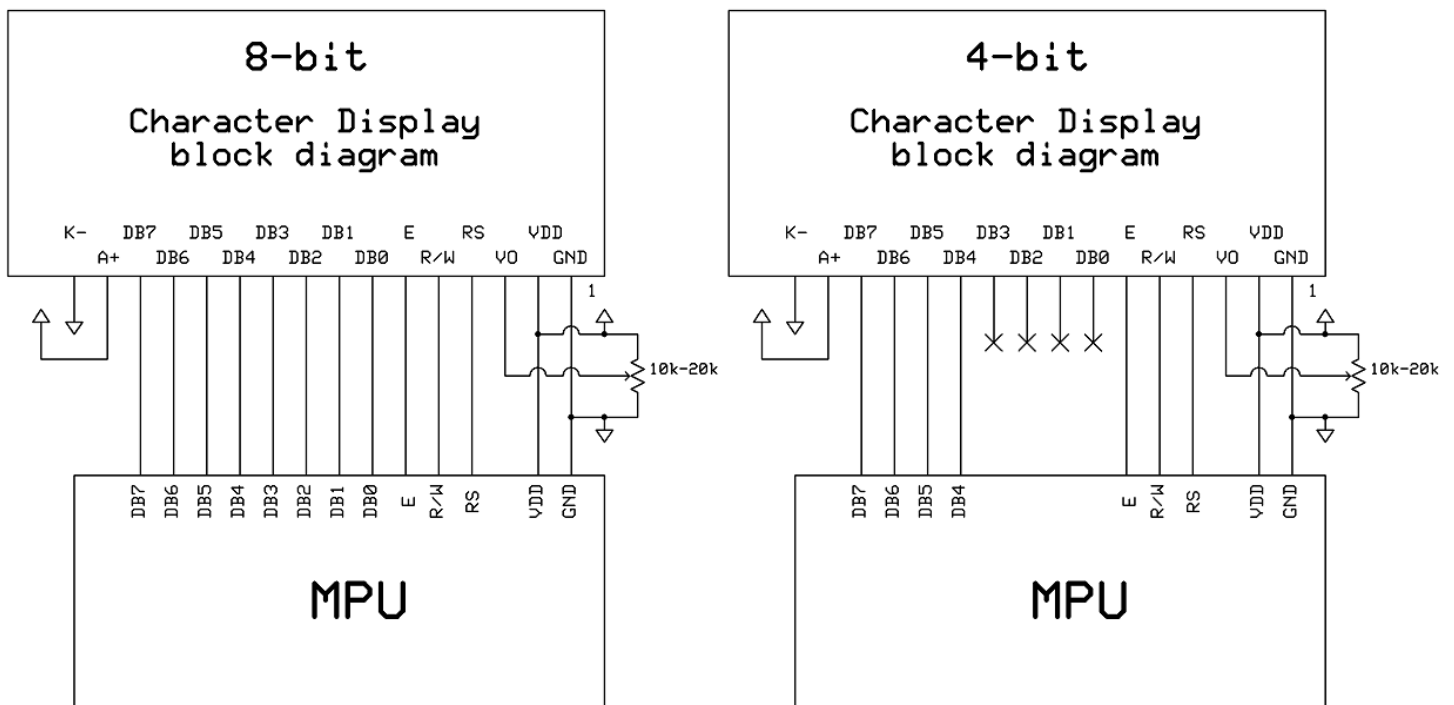 8-bit
Character Display
block diagram
K- DB7 DB5 DB3 DB1 E RS VDD
A+ DB6 DB4 DB2 DB0 R/W VO GND
1
10k-20k
DB7 DB6 DB5 DB4 DB3 DB2 DB1 DB0 E R/W RS VDD GND
MPU
4-bit
Character Display
block diagram
K- DB7 DB5 DB3 DB1 E RS VDD
A+ DB6 DB4 DB2 DB0 R/W VO GND
1
10k-20k
DB7 DB6 DB5 DB4 E R/W RS VDD GND
MPU